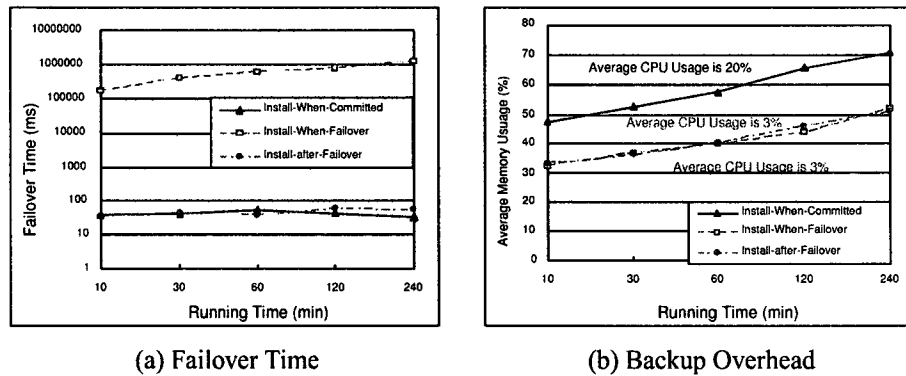 10000000
1000000
100000
10000
1000
100
10
1
Failover Time (ms)
Install-When-Committed
Install-When-Failover
Install-after-Failover
10 30 60 120 240
Running Time (min)
(a) Failover Time
80
70
60
50
40
30
20
10
0
Average Memory Usuage (%)
Average CPU Usage is 20%
Average CPU Usage is 3%
Average CPU Usage is 3%
Install-When-Committed
Install-When-Failover
Install-after-Failover
10 30 60 120 240
Running Time (min)
(b) Backup Overhead